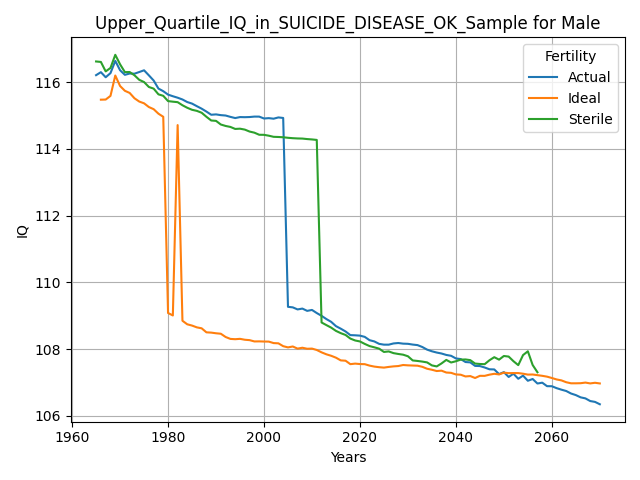 Upper_Quartile_IQ_in_SUICIDE_DISEASE_OK_Sample for Male
Fertility
Actual
Ideal
Sterile
IQ
116
114
112
110
108
106
1960
1980
2000
2020
2040
2060
Years